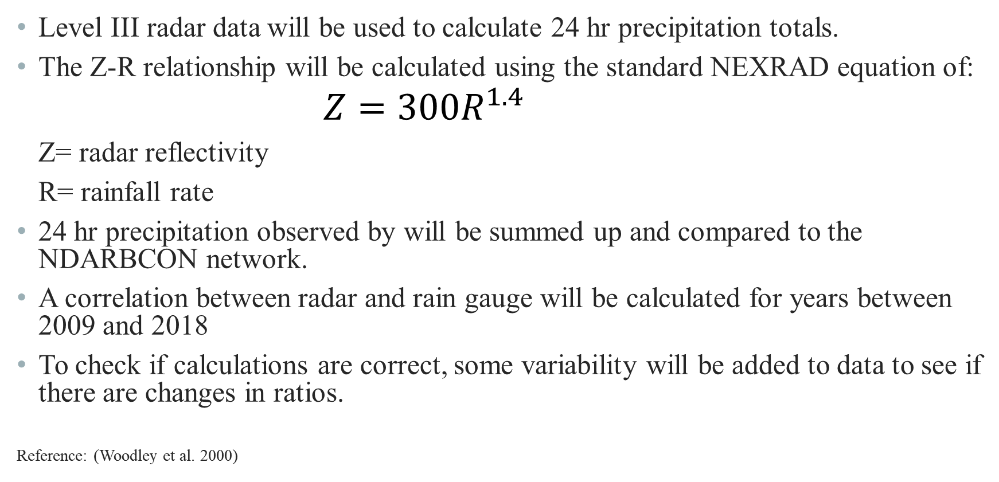 • Level III radar data will be used to calculate 24 hr precipitation totals.
• The Z-R relationship will be calculated using the standard NEXRAD equation of:
Z = 300R^1.4
Z= radar reflectivity
R= rainfall rate
• 24 hr precipitation observed by will be summed up and compared to the
NDARBCON network.
• A correlation between radar and rain gauge will be calculated for years between
2009 and 2018
• To check if calculations are correct, some variability will be added to data to see if
there are changes in ratios.
Reference: (Woodley et al. 2000)